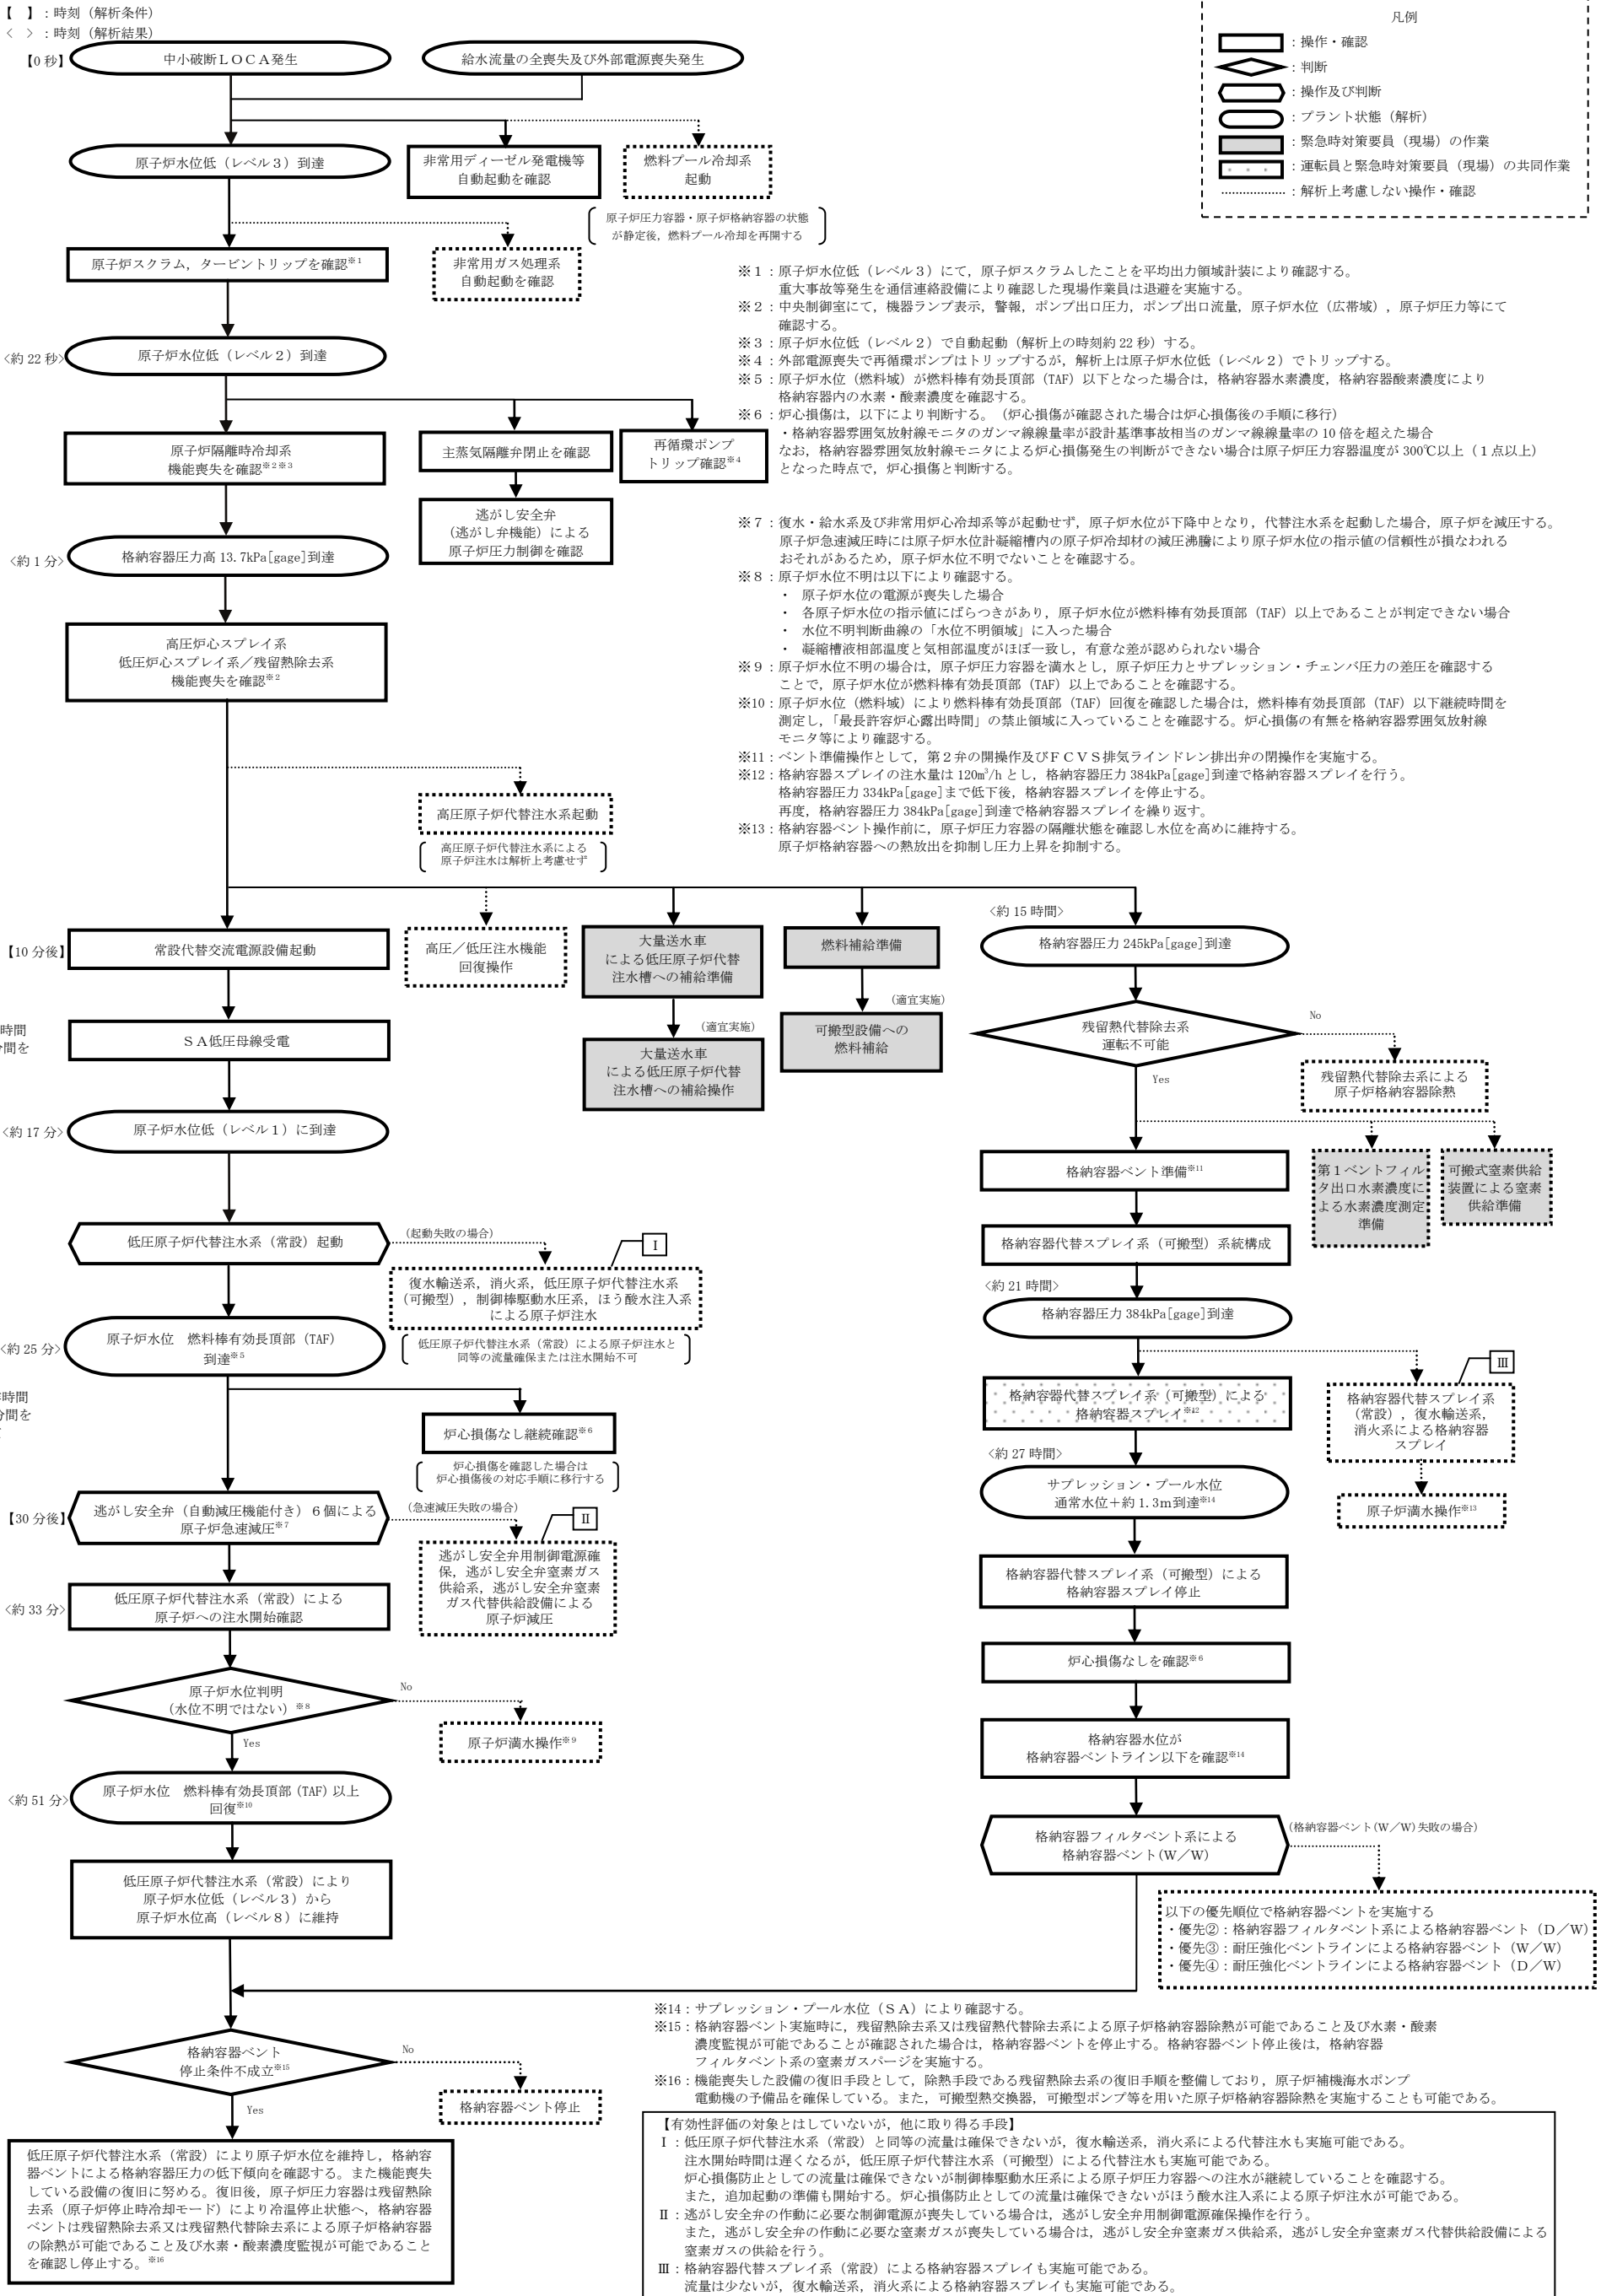 【　】：時刻（解析条件）
〈　〉：時刻（解析結果）
凡例
：操作・確認
：判断
：操作及び判断
：プラント状態（解析）
：緊急時対策要員（現場）の作業
：運転員と緊急時対策要員（現場）の共同作業
：解析上考慮しない操作・確認
【0 秒】
中小破断ＬＯＣＡ発生
給水流量の全喪失及び外部電源喪失発生
原子炉水位低（レベル３）到達
非常用ディーゼル発電機等
自動起動を確認
燃料プール冷却系
起動
原子炉圧力容器・原子炉格納容器の状態
が静定後，燃料プール冷却を再開する
原子炉スクラム，タービントリップを確認※１
非常用ガス処理系
自動起動を確認
〈約 22 秒〉
原子炉水位低（レベル２）到達
原子炉隔離時冷却系
機能喪失を確認※２※３
主蒸気隔離弁閉止を確認
再循環ポンプ
トリップ確認※４
逃がし安全弁
（逃がし弁機能）による
原子炉圧力制御を確認
〈約 1 分〉
格納容器圧力高 13.7kPa[gage]到達
高圧炉心スプレイ系
低圧炉心スプレイ系／残留熱除去系
機能喪失を確認※２
高圧原子炉代替注水系起動
高圧原子炉代替注水系による
原子炉注水は解析上考慮せず
※１：原子炉水位低（レベル３）にて，原子炉スクラムしたことを平均出力領域計装により確認する。
重大事故等発生を通信連絡設備により確認した現場作業員は退避を実施する。
※２：中央制御室にて，機器ランプ表示，警報，ポンプ出口圧力，ポンプ出口流量，原子炉水位（広帯域），原子炉圧力等にて
確認する。
※３：原子炉水位低（レベル２）で自動起動（解析上の時刻約 22 秒）する。
※４：外部電源喪失で再循環ポンプはトリップするが，解析上は原子炉水位低（レベル２）でトリップする。
※５：原子炉水位（燃料域）が燃料棒有効長頂部（TAF）以下となった場合は，格納容器水素濃度，格納容器酸素濃度により
格納容器内の水素・酸素濃度を確認する。
※６：炉心損傷は，以下により判断する。（炉心損傷が確認された場合は炉心損傷後の手順に移行）
・格納容器雰囲気放射線モニタのガンマ線線量率が設計基準事故相当のガンマ線線量率の 10 倍を超えた場合
なお，格納容器雰囲気放射線モニタによる炉心損傷発生の判断ができない場合は原子炉圧力容器温度が 300℃以上（１点以上）
となった時点で，炉心損傷と判断する。
※７：復水・給水系及び非常用炉心冷却系等が起動せず，原子炉水位が下降中となり，代替注水系を起動した場合，原子炉を減圧する。
原子炉急速減圧時には原子炉水位計凝縮槽内の原子炉冷却材の減圧沸騰により原子炉水位の指示値の信頼性が損なわれる
おそれがあるため，原子炉水位不明でないことを確認する。
※８：原子炉水位不明は以下により確認する。
・　原子炉水位の電源が喪失した場合
・　各原子炉水位の指示値にばらつきがあり，原子炉水位が燃料棒有効長頂部（TAF）以上であることが判定できない場合
・　水位不明判断曲線の「水位不明領域」に入った場合
・　凝縮槽液相部温度と気相部温度がほぼ一致し，有意な差が認められない場合
※９：原子炉水位不明の場合は，原子炉圧力容器を満水とし，原子炉圧力とサプレッション・チェンバ圧力の差圧を確認する
ことで，原子炉水位が燃料棒有効長頂部（TAF）以上であることを確認する。
※10：原子炉水位（燃料域）により燃料棒有効長頂部（TAF）回復を確認した場合は，燃料棒有効長頂部（TAF）以下継続時間を
測定し，「最長許容炉心露出時間」の禁止領域に入っていることを確認する。炉心損傷の有無を格納容器雰囲気放射線
モニタ等により確認する。
※11：ベント準備操作として，第２弁の開操作及びＦＣＶＳ排気ラインドレン排出弁の閉操作を実施する。
※12：格納容器スプレイの注水量は 120m³/h とし，格納容器圧力 384kPa[gage]到達で格納容器スプレイを行う。
格納容器圧力 334kPa[gage]まで低下後，格納容器スプレイを停止する。
再度，格納容器圧力 384kPa[gage]到達で格納容器スプレイを繰り返す。
※13：格納容器ベント操作前に，原子炉圧力容器の隔離状態を確認し水位を高めに維持する。
原子炉格納容器への熱放出を抑制し圧力上昇を抑制する。
【10 分後】
常設代替交流電源設備起動
高圧／低圧注水機能
回復操作
大量送水車
による低圧原子炉代替
注水槽への補給準備
（適宜実施）
大量送水車
による低圧原子炉代替
注水槽への補給操作
燃料補給準備
（適宜実施）
可搬型設備への
燃料補給
時間
分間を
ＳＡ低圧母線受電
〈約 17 分〉
原子炉水位低（レベル１）に到達
低圧原子炉代替注水系（常設）起動
（起動失敗の場合）
Ⅰ
復水輸送系，消火系，低圧原子炉代替注水系
（可搬型），制御棒駆動水圧系，ほう酸水注入系
による原子炉注水
低圧原子炉代替注水系（常設）による原子炉注水と
同等の流量確保または注水開始不可
〈約 25 分〉
原子炉水位　燃料棒有効長頂部（TAF）
到達※５
時間
分間を
炉心損傷なし継続確認※６
炉心損傷を確認した場合は
炉心損傷後の対応手順に移行する
【30 分後】
逃がし安全弁（自動減圧機能付き）６個による
原子炉急速減圧※７
（急速減圧失敗の場合）
Ⅱ
逃がし安全弁用制御電源確
保，逃がし安全弁窒素ガス
供給系，逃がし安全弁窒素
ガス代替供給設備による
原子炉減圧
〈約 33 分〉
低圧原子炉代替注水系（常設）による
原子炉への注水開始確認
原子炉水位判明
（水位不明ではない）※８
No
原子炉満水操作※９
Yes
〈約 51 分〉
原子炉水位　燃料棒有効長頂部（TAF）以上
回復※10
低圧原子炉代替注水系（常設）により
原子炉水位低（レベル３）から
原子炉水位高（レベル８）に維持
〈約 15 時間〉
格納容器圧力 245kPa[gage]到達
残留熱代替除去系
運転不可能
No
残留熱代替除去系による
原子炉格納容器除熱
Yes
格納容器ベント準備※11
第１ベントフィル
タ出口水素濃度に
よる水素濃度測定
準備
可搬式窒素供給
装置による窒素
供給準備
格納容器代替スプレイ系（可搬型）系統構成
〈約 21 時間〉
格納容器圧力 384kPa[gage]到達
格納容器代替スプレイ系（可搬型）による
格納容器スプレイ※12
Ⅲ
格納容器代替スプレイ系
（常設），復水輸送系，
消火系による格納容器
スプレイ
原子炉満水操作※13
〈約 27 時間〉
サプレッション・プール水位
通常水位＋約 1.3ｍ到達※14
格納容器代替スプレイ系（可搬型）による
格納容器スプレイ停止
炉心損傷なしを確認※６
格納容器水位が
格納容器ベントライン以下を確認※14
格納容器フィルタベント系による
格納容器ベント（W／W）
（格納容器ベント（W／W）失敗の場合）
以下の優先順位で格納容器ベントを実施する
・優先②：格納容器フィルタベント系による格納容器ベント（Ｄ／W）
・優先③：耐圧強化ベントラインによる格納容器ベント（W／W）
・優先④：耐圧強化ベントラインによる格納容器ベント（Ｄ／W）
格納容器ベント
停止条件不成立※15
No
格納容器ベント停止
Yes
低圧原子炉代替注水系（常設）により原子炉水位を維持し，格納容
器ベントによる格納容器圧力の低下傾向を確認する。また機能喪失
している設備の復旧に努める。復旧後，原子炉圧力容器は残留熱除
去系（原子炉停止時冷却モード）により冷温停止状態へ，格納容器
ベントは残留熱除去系又は残留熱代替除去系による原子炉格納容器
の除熱が可能であること及び水素・酸素濃度監視が可能であること
を確認し停止する。※16
※14：サプレッション・プール水位（ＳＡ）により確認する。
※15：格納容器ベント実施時に，残留熱除去系又は残留熱代替除去系による原子炉格納容器除熱が可能であること及び水素・酸素
濃度監視が可能であることが確認された場合は，格納容器ベントを停止する。格納容器ベント停止後は，格納容器
フィルタベント系の窒素ガスパージを実施する。
※16：機能喪失した設備の復旧手段として，除熱手段である残留熱除去系の復旧手順を整備しており，原子炉補機海水ポンプ
電動機の予備品を確保している。また，可搬型熱交換器，可搬型ポンプ等を用いた原子炉格納容器除熱を実施することも可能である。
【有効性評価の対象とはしていないが，他に取り得る手段】
Ⅰ：低圧原子炉代替注水系（常設）と同等の流量は確保できないが，復水輸送系，消火系による代替注水も実施可能である。
注水開始時間は遅くなるが，低圧原子炉代替注水系（可搬型）による代替注水も実施可能である。
炉心損傷防止としての流量は確保できないが制御棒駆動水圧系による原子炉圧力容器への注水が継続していることを確認する。
また，追加起動の準備も開始する。炉心損傷防止としての流量は確保できないがほう酸水注入系による原子炉注水が可能である。
Ⅱ：逃がし安全弁の作動に必要な制御電源が喪失している場合は，逃がし安全弁用制御電源確保操作を行う。
また，逃がし安全弁の作動に必要な窒素ガスが喪失している場合は，逃がし安全弁窒素ガス供給系，逃がし安全弁窒素ガス代替供給設備による
窒素ガスの供給を行う。
Ⅲ：格納容器代替スプレイ系（常設）による格納容器スプレイも実施可能である。
流量は少ないが，復水輸送系，消火系による格納容器スプレイも実施可能である。